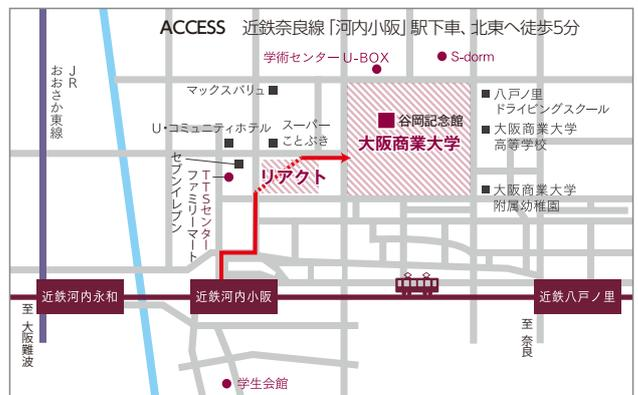 ACCESS 近鉄奈良線「河内小阪」駅下車、北東へ徒歩5分
学術センターU-BOX
S-dorm
JR
おおさか東線
マックスバリュ
八戸ノ里
ドライビングスクール
谷岡記念館
大阪商業大学
U・コミュニティホテル
スーパー
ことぶき
大阪商業大学
高等学校
セブンイレブン
リアクト
TTSセンター
ファミリーマート
大阪商業大学
附属幼稚園
近鉄河内永和
近鉄河内小阪
近鉄八戸ノ里
至 大阪難波
至 奈良
学生会館